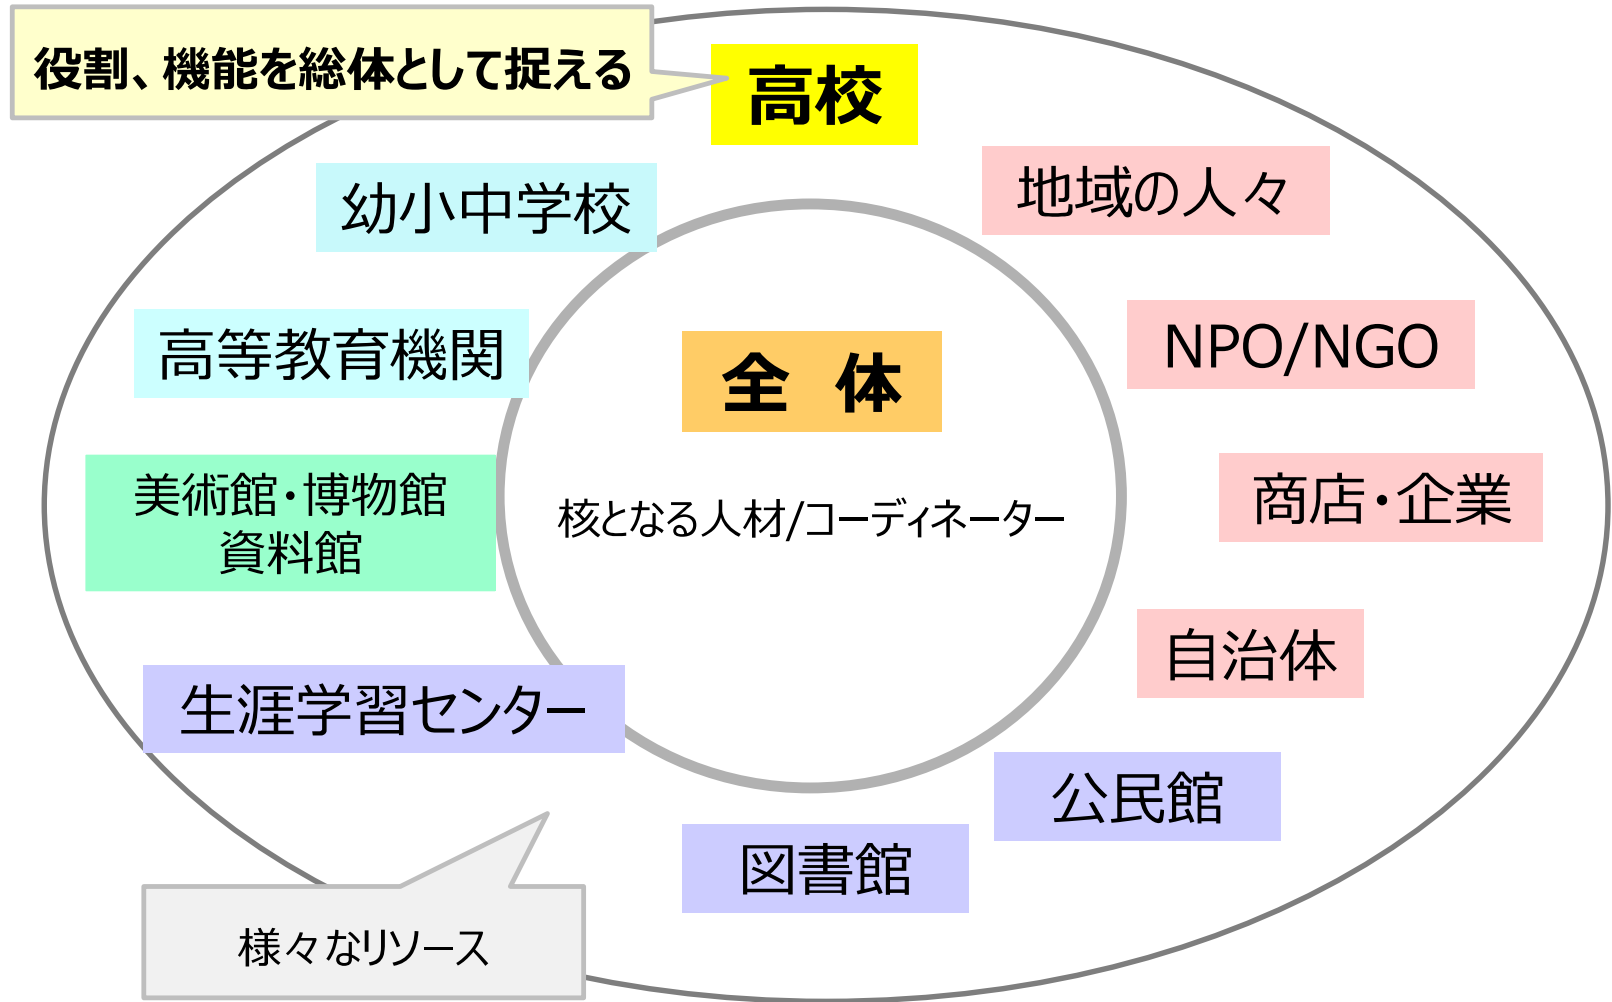 役割、機能を総体として捉える
高校
幼小中学校
地域の人々
高等教育機関
NPO/NGO
全　体
美術館・博物館
資料館
商店・企業
核となる人材/コーディネーター
自治体
生涯学習センター
公民館
図書館
様々なリソース